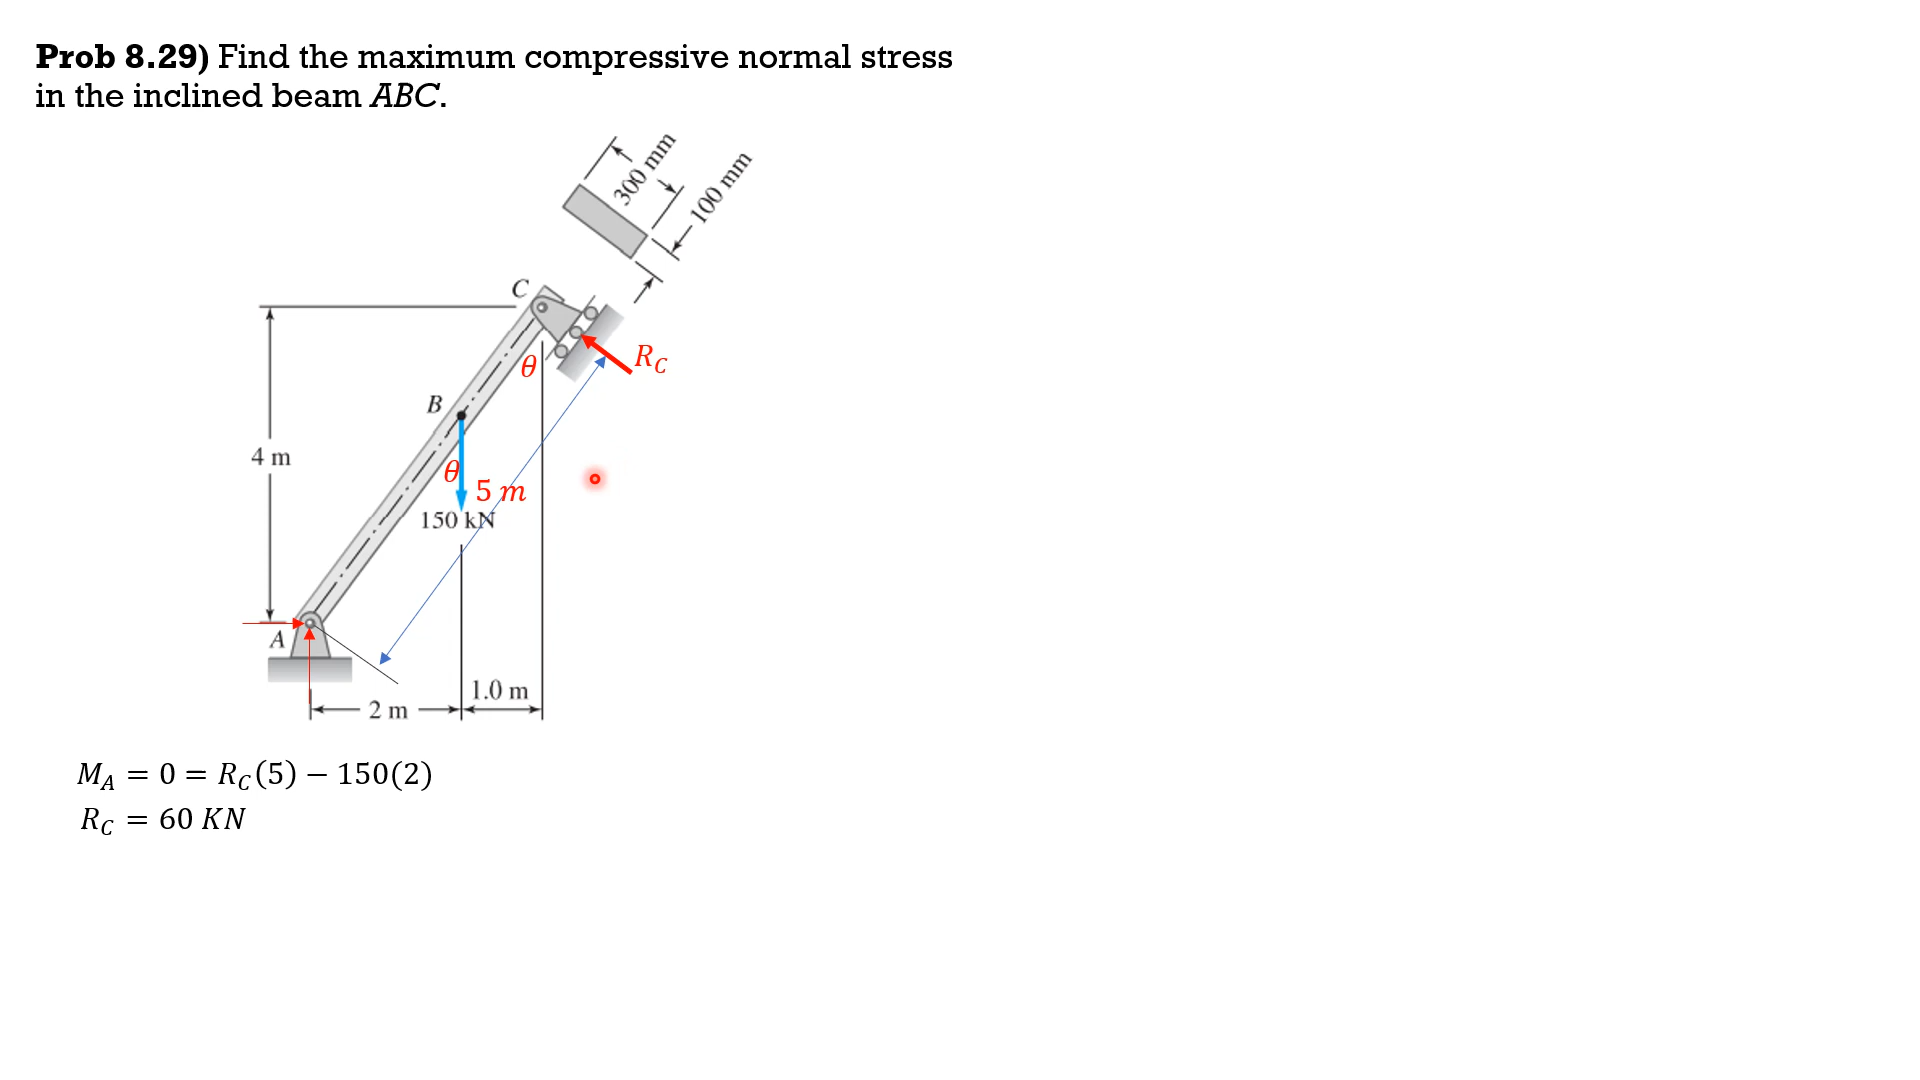 Prob 8.29) Find the maximum compressive normal stress
in the inclined beam ABC.
300 mm
100 mm
C
θ
R_C
B
4 m
θ
5 m
150 kN
A
1.0 m
2 m
M_A = 0 = R_C(5) − 150(2)
R_C = 60 KN